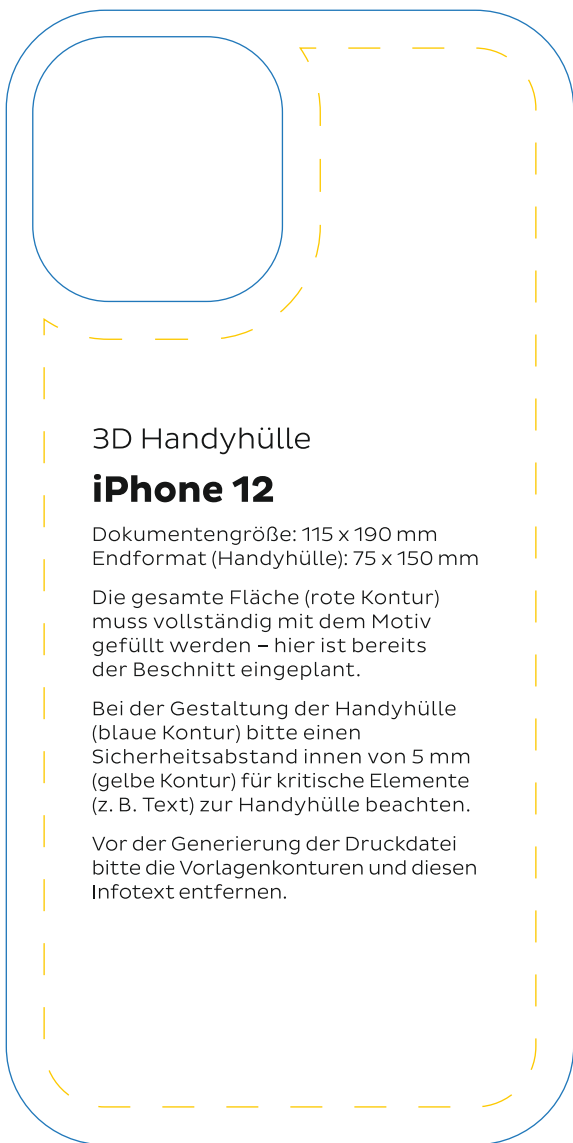 3D Handyhülle
iPhone 12
Dokumentengröße: 115 x 190 mm
Endformat (Handyhülle): 75 x 150 mm
Die gesamte Fläche (rote Kontur)
muss vollständig mit dem Motiv
gefüllt werden – hier ist bereits
der Beschnitt eingeplant.
Bei der Gestaltung der Handyhülle
(blaue Kontur) bitte einen
Sicherheitsabstand innen von 5 mm
(gelbe Kontur) für kritische Elemente
(z. B. Text) zur Handyhülle beachten.
Vor der Generierung der Druckdatei
bitte die Vorlagenkonturen und diesen
Infotext entfernen.